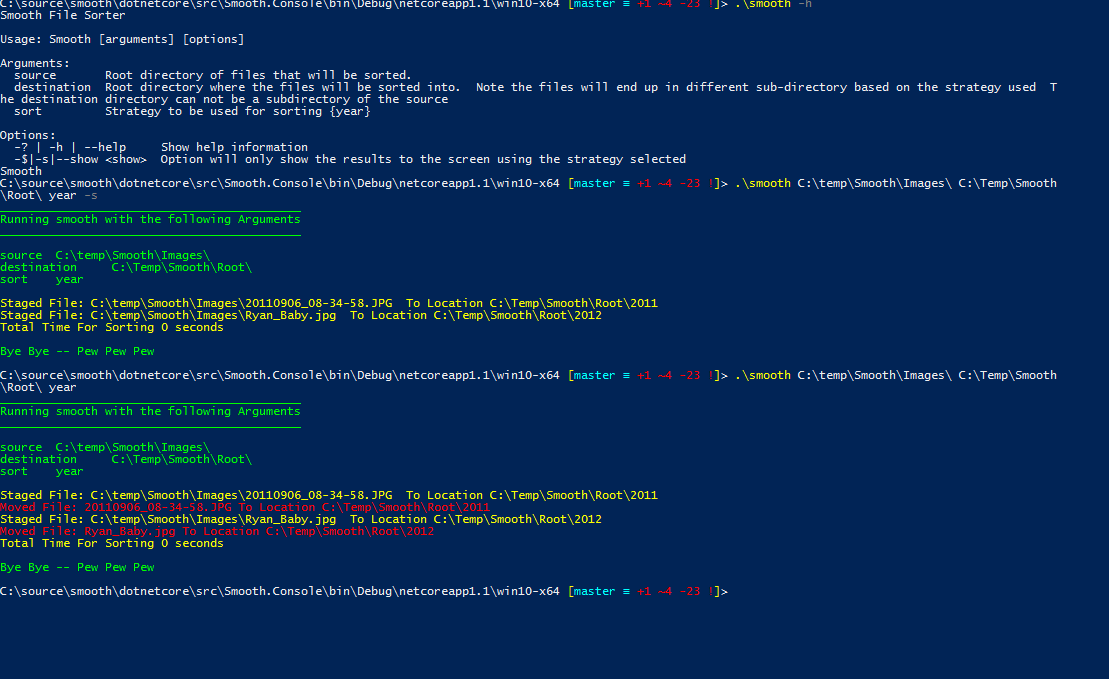 C:\source\smooth\dotnetcore\src\Smooth.Console\bin\Debug\netcoreapp1.1\win10-x64 [master ≡ +1 ~4 -23 !]> .\smooth -h
Smooth File Sorter
Usage: Smooth [arguments] [options]
Arguments:
source       Root directory of files that will be sorted.
destination  Root directory where the files will be sorted into.  Note the files will end up in different sub-directory based on the strategy used  T
he destination directory can not be a subdirectory of the source
sort         Strategy to be used for sorting {year}
Options:
-? | -h | --help     Show help information
-$|-s|--show <show>  Option will only show the results to the screen using the strategy selected
Smooth
C:\source\smooth\dotnetcore\src\Smooth.Console\bin\Debug\netcoreapp1.1\win10-x64 [master ≡ +1 ~4 -23 !]> .\smooth C:\temp\Smooth\Images\ C:\Temp\Smooth
\Root\ year -s
Running smooth with the following Arguments
source  C:\temp\Smooth\Images\
destination     C:\Temp\Smooth\Root\
sort    year
Staged File: C:\temp\Smooth\Images\20110906_08-34-58.JPG  To Location C:\Temp\Smooth\Root\2011
Staged File: C:\temp\Smooth\Images\Ryan_Baby.jpg  To Location C:\Temp\Smooth\Root\2012
Total Time For Sorting 0 seconds
Bye Bye -- Pew Pew Pew
C:\source\smooth\dotnetcore\src\Smooth.Console\bin\Debug\netcoreapp1.1\win10-x64 [master ≡ +1 ~4 -23 !]> .\smooth C:\temp\Smooth\Images\ C:\Temp\Smooth
\Root\ year
Running smooth with the following Arguments
source  C:\temp\Smooth\Images\
destination     C:\Temp\Smooth\Root\
sort    year
Staged File: C:\temp\Smooth\Images\20110906_08-34-58.JPG  To Location C:\Temp\Smooth\Root\2011
Moved File: 20110906_08-34-58.JPG To Location C:\Temp\Smooth\Root\2011
Staged File: C:\temp\Smooth\Images\Ryan_Baby.jpg  To Location C:\Temp\Smooth\Root\2012
Moved File: Ryan_Baby.jpg To Location C:\Temp\Smooth\Root\2012
Total Time For Sorting 0 seconds
Bye Bye -- Pew Pew Pew
C:\source\smooth\dotnetcore\src\Smooth.Console\bin\Debug\netcoreapp1.1\win10-x64 [master ≡ +1 ~4 -23 !]>